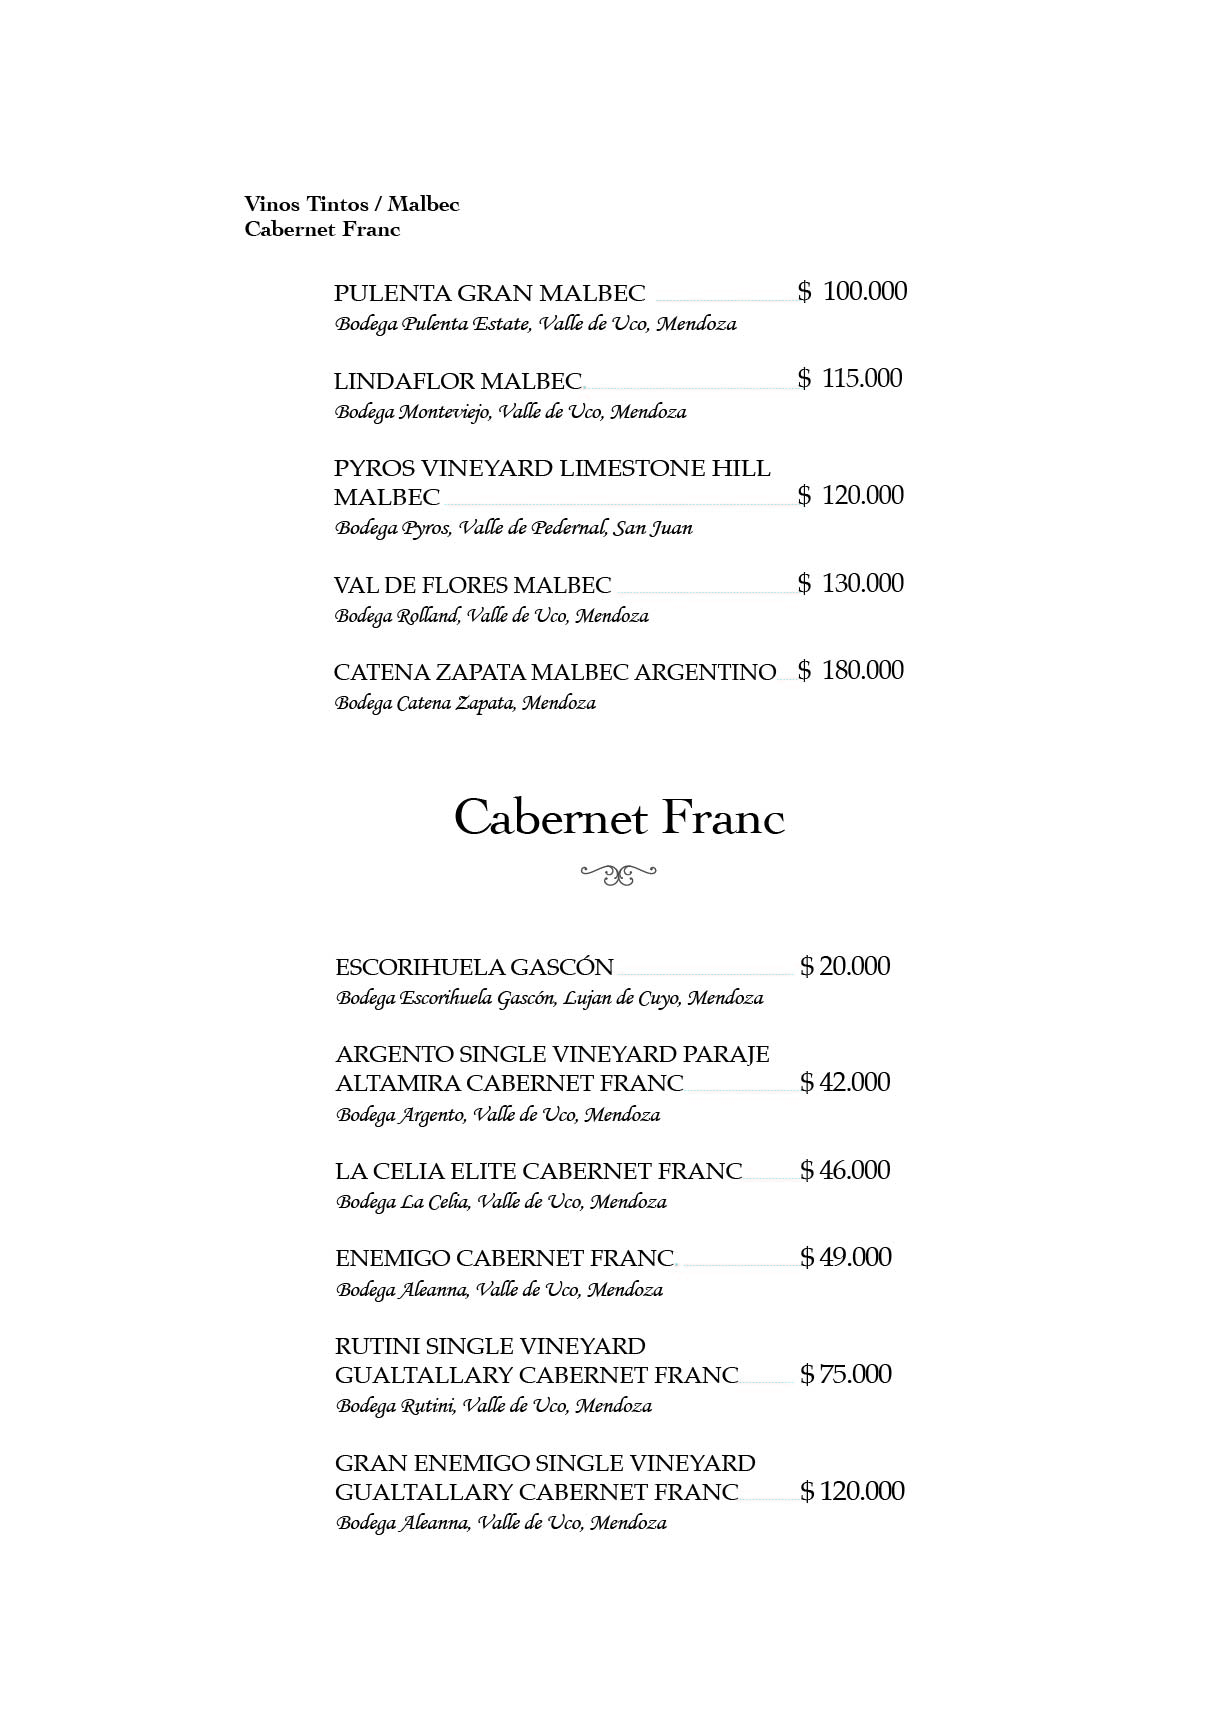 Vinos Tintos / Malbec
Cabernet Franc
PULENTA GRAN MALBEC $ 100.000
Bodega Pulenta Estate, Valle de Uco, Mendoza
LINDAFLOR MALBEC $ 115.000
Bodega Monteviejo, Valle de Uco, Mendoza
PYROS VINEYARD LIMESTONE HILL
MALBEC $ 120.000
Bodega Pyros, Valle de Pedernal, San Juan
VAL DE FLORES MALBEC $ 130.000
Bodega Rolland, Valle de Uco, Mendoza
CATENA ZAPATA MALBEC ARGENTINO $ 180.000
Bodega Catena Zapata, Mendoza
Cabernet Franc
ESCORIHUELA GASCÓN $ 20.000
Bodega Escorihuela Gascón, Lujan de Cuyo, Mendoza
ARGENTO SINGLE VINEYARD PARAJE
ALTAMIRA CABERNET FRANC $ 42.000
Bodega Argento, Valle de Uco, Mendoza
LA CELIA ELITE CABERNET FRANC $ 46.000
Bodega La Celia, Valle de Uco, Mendoza
ENEMIGO CABERNET FRANC $ 49.000
Bodega Aleanna, Valle de Uco, Mendoza
RUTINI SINGLE VINEYARD
GUALTALLARY CABERNET FRANC $ 75.000
Bodega Rutini, Valle de Uco, Mendoza
GRAN ENEMIGO SINGLE VINEYARD
GUALTALLARY CABERNET FRANC $ 120.000
Bodega Aleanna, Valle de Uco, Mendoza